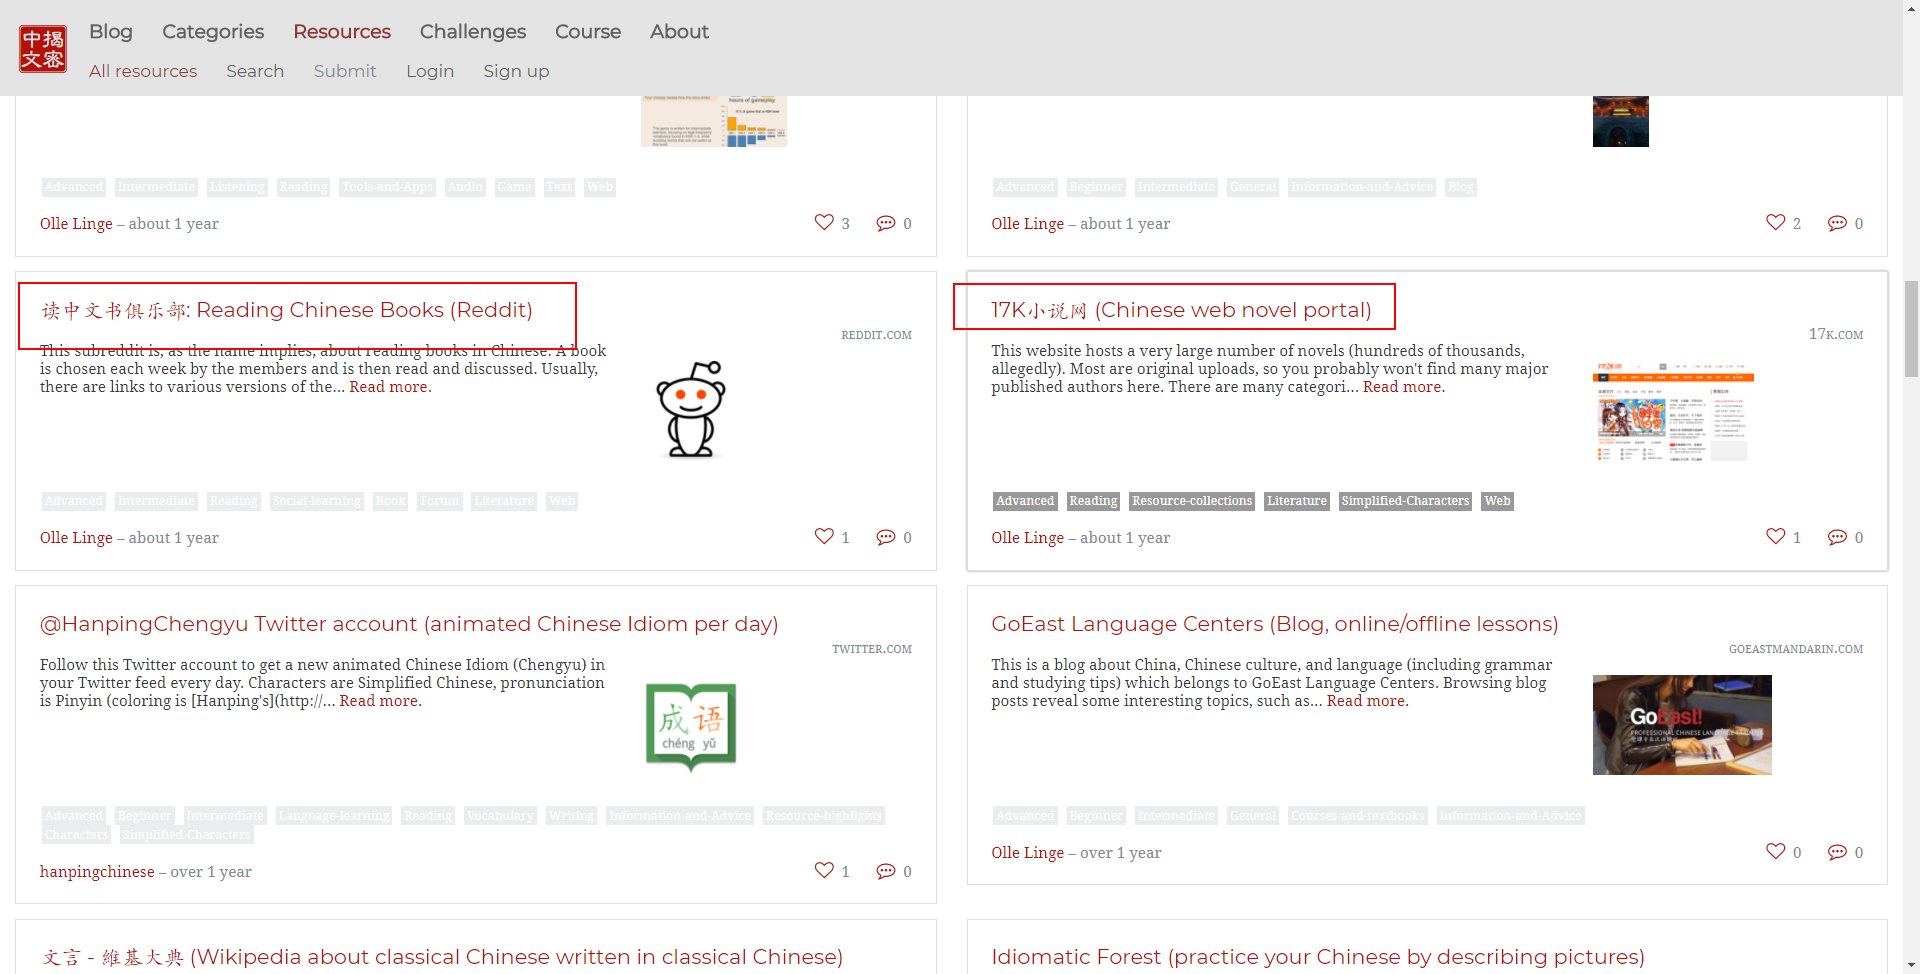 中揭
文密
Blog Categories Resources Challenges Course About
All resources Search Submit Login Sign up
hours of gameplay
Advanced Intermediate Listening Reading Tools-and-Apps Audio Game Text Web
Olle Linge – about 1 year 3 0
Advanced Beginner Intermediate General Information-and-Advice Blog
Olle Linge – about 1 year 2 0
读中文书俱乐部: Reading Chinese Books (Reddit)
REDDIT.COM
This subreddit is, as the name implies, about reading books in Chinese. A book
is chosen each week by the members and is then read and discussed. Usually,
there are links to various versions of the... Read more.
Advanced Intermediate Reading Social-learning Book Forum Literature Web
Olle Linge – about 1 year 1 0
17K小说网 (Chinese web novel portal)
17K.COM
This website hosts a very large number of novels (hundreds of thousands,
allegedly). Most are original uploads, so you probably won't find many major
published authors here. There are many categori... Read more.
Advanced Reading Resource-collections Literature Simplified-Characters Web
Olle Linge – about 1 year 1 0
@HanpingChengyu Twitter account (animated Chinese Idiom per day)
TWITTER.COM
Follow this Twitter account to get a new animated Chinese Idiom (Chengyu) in
your Twitter feed every day. Characters are Simplified Chinese, pronunciation
is Pinyin (coloring is [Hanping's](http://... Read more.
成语
chéng yǔ
Advanced Beginner Intermediate Language-learning Reading Vocabulary Writing Information-and-Advice Resource-highlights
Characters Simplified-Characters
hanpingchinese – over 1 year 1 0
GoEast Language Centers (Blog, online/offline lessons)
GOEASTMANDARIN.COM
This is a blog about China, Chinese culture, and language (including grammar
and studying tips) which belongs to GoEast Language Centers. Browsing blog
posts reveal some interesting topics, such as... Read more.
GoEast!
PROFESSIONAL CHINESE LAN
Advanced Beginner Intermediate General Courses-and-textbooks Information-and-Advice
Olle Linge – over 1 year 0 0
文言 - 維基大典 (Wikipedia about classical Chinese written in classical Chinese)
Idiomatic Forest (practice your Chinese by describing pictures)